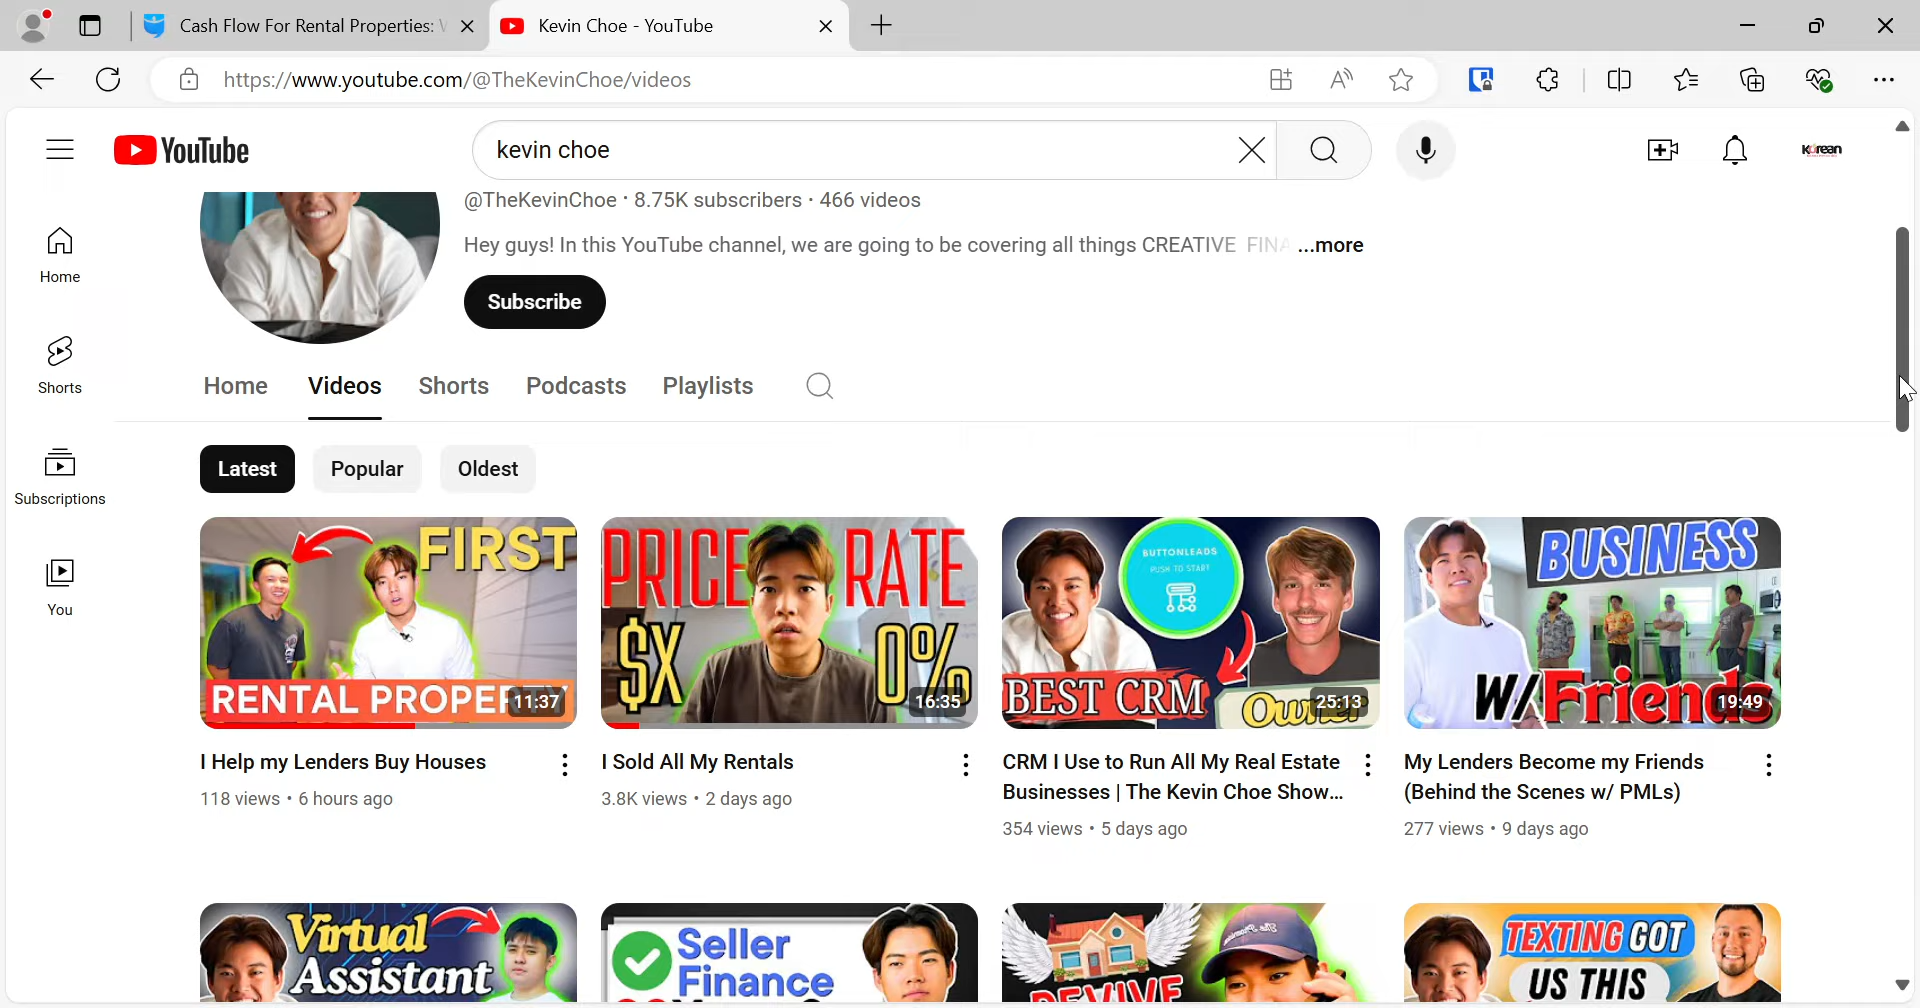 Cash Flow For Rental Properties:
Kevin Choe - YouTube
https://www.youtube.com/@TheKevinChoe/videos
YouTube
kevin choe
Korean
@TheKevinChoe · 8.75K subscribers · 466 videos
Hey guys! In this YouTube channel, we are going to be covering all things CREATIVE FINA ...more
Subscribe
Home
Shorts
Subscriptions
You
Home Videos Shorts Podcasts Playlists
Latest Popular Oldest
FIRST
RENTAL PROPERTY
11:37
PRICE RATE
$X 0%
16:35
BUTTONLEADS
PUSH TO START
BEST CRM
Owner
25:13
BUSINESS
W/Friends
19:49
I Help my Lenders Buy Houses
118 views • 6 hours ago
I Sold All My Rentals
3.8K views • 2 days ago
CRM I Use to Run All My Real Estate
Businesses | The Kevin Choe Show...
354 views • 5 days ago
My Lenders Become my Friends
(Behind the Scenes w/ PMLs)
277 views • 9 days ago
Virtual
Assistant
Seller
Finance
REVIVE
TEXTING GOT
US THIS